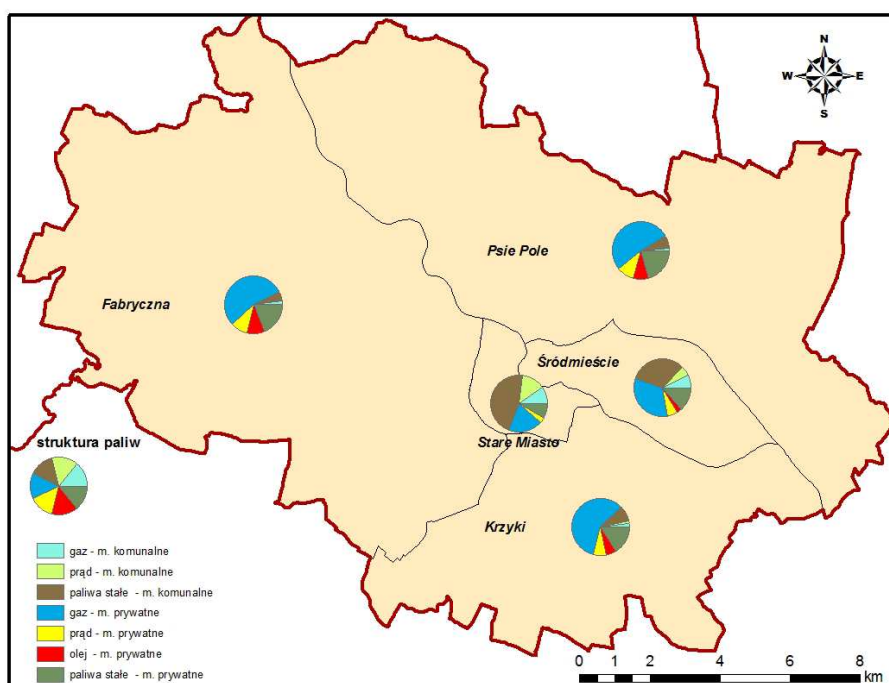 N
W E
S
Psie Pole
Fabryczna
Śródmieście
Stare Miasto
Krzyki
struktura paliw
gaz - m. komunalne
prąd - m. komunalne
paliwa stałe - m. komunalne
gaz - m. prywatne
prąd - m. prywatne
olej - m. prywatne
paliwa stałe - m. prywatne
0 1 2 4 6 8
km